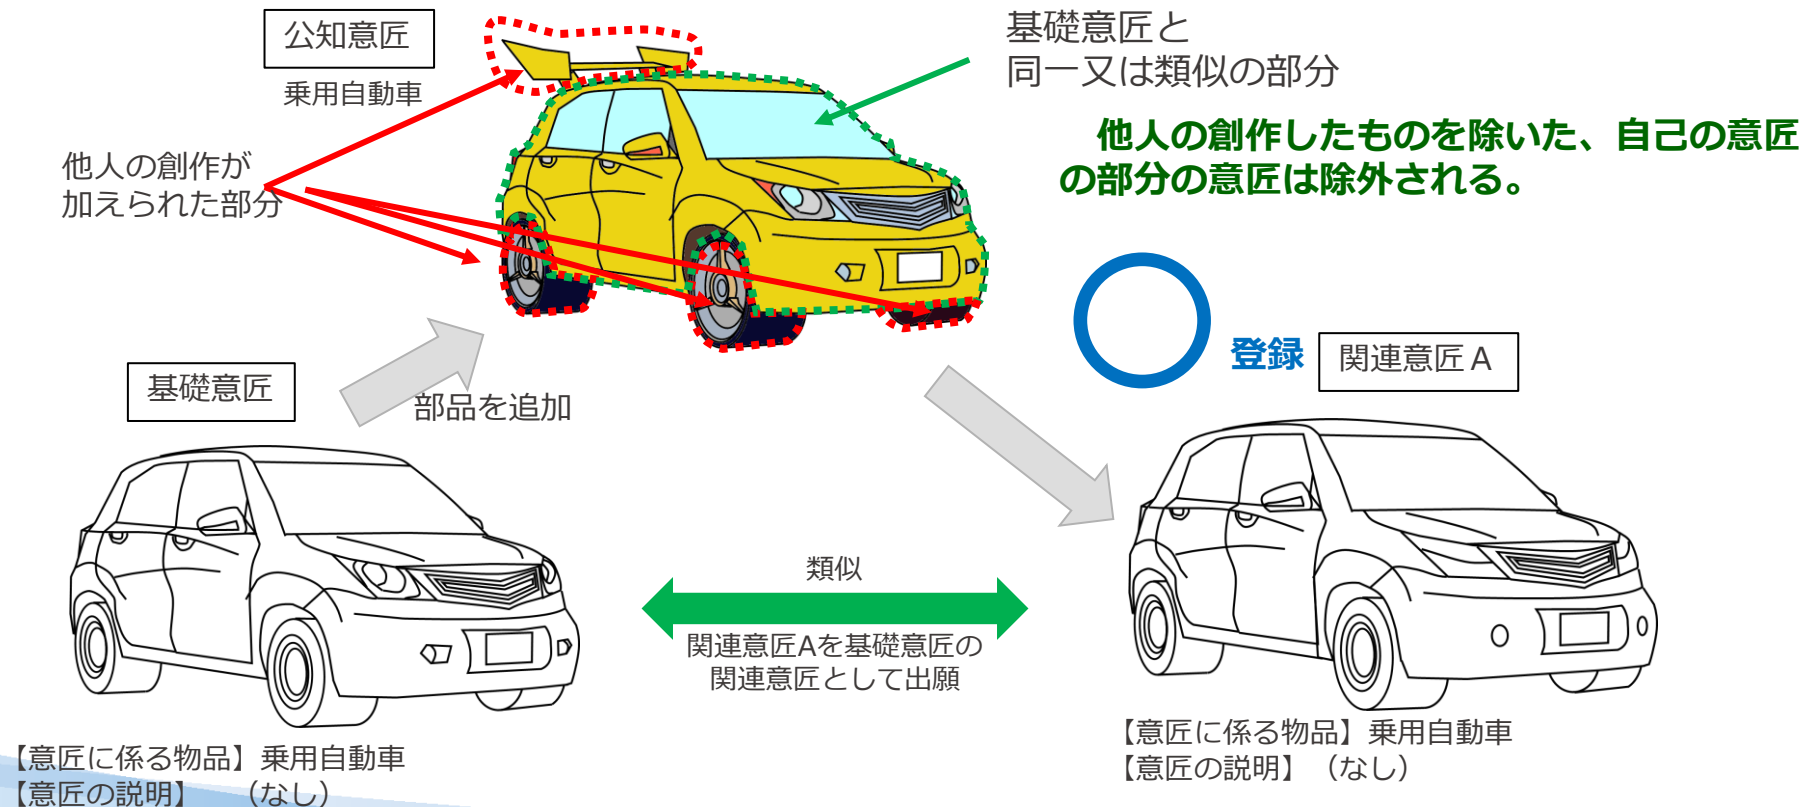 公知意匠
乗用自動車
基礎意匠と
同一又は類似の部分
他人の創作したものを除いた、自己の意匠
の部分の意匠は除外される。
他人の創作が
加えられた部分
基礎意匠
部品を追加
登録
関連意匠A
類似
関連意匠Aを基礎意匠の
関連意匠として出願
【意匠に係る物品】乗用自動車
【意匠の説明】 (なし)
【意匠に係る物品】乗用自動車
【意匠の説明】(なし)